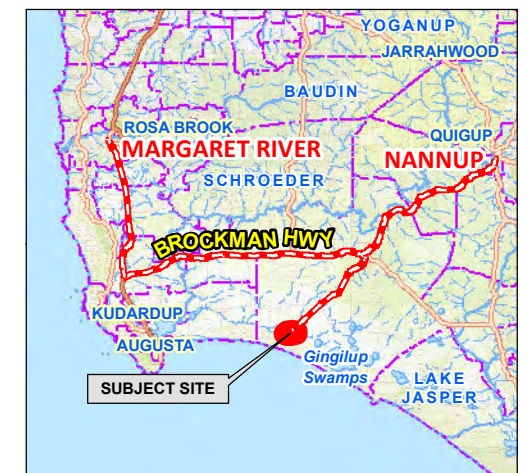 YOGANUP
JARRAHWOOD
BAUDIN
ROSA BROOK
QUIGUP
MARGARET RIVER
NANNUP
SCHROEDER
BROCKMAN HWY
KUDARDUP
AUGUSTA
Gingilup
Swamps
SUBJECT SITE
LAKE
JASPER